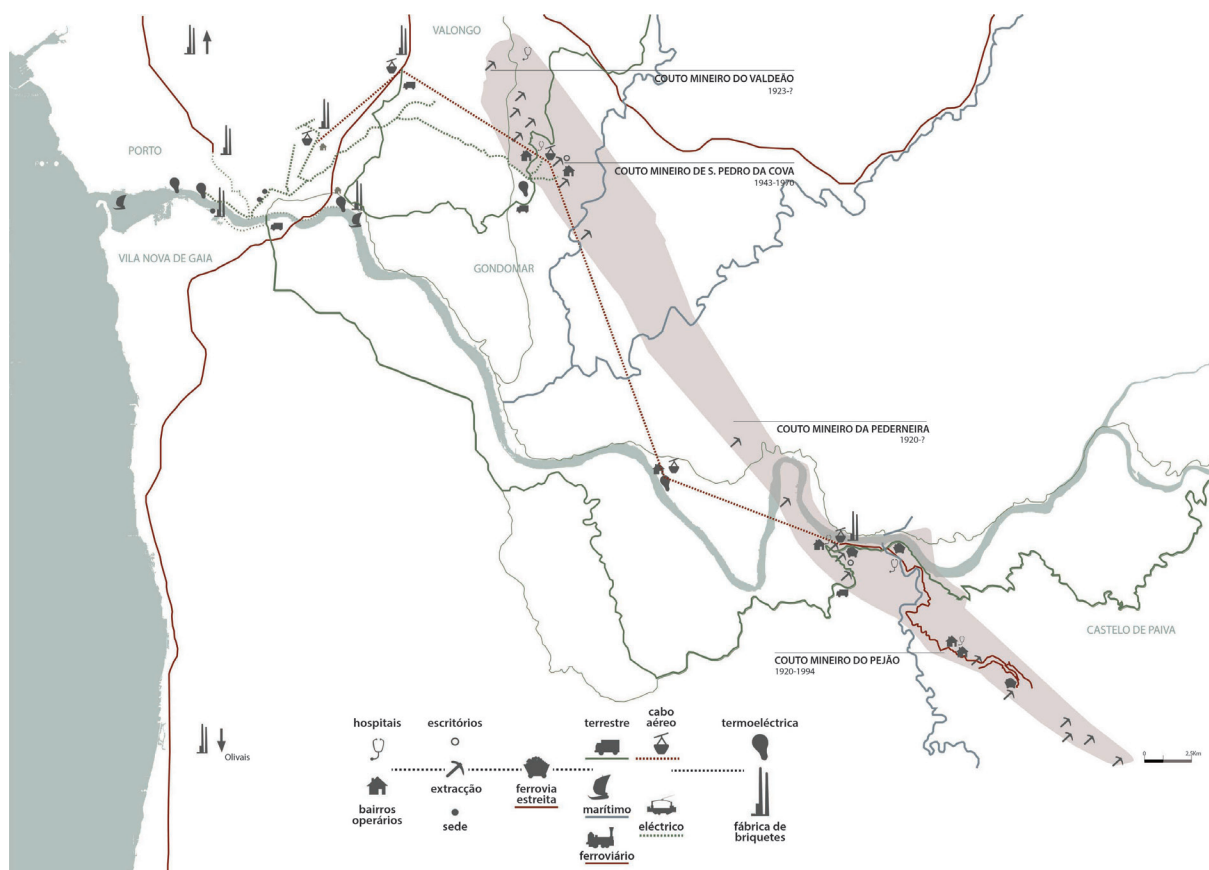 VALONGO
COUTO MINEIRO DO VALDEÃO
1923-?
PORTO
COUTO MINEIRO DE S. PEDRO DA COVA
1943-1970
VILA NOVA DE GAIA
GONDOMAR
COUTO MINEIRO DA PEDERNEIRA
1920-?
CASTELO DE PAIVA
COUTO MINEIRO DO PEJÃO
1920-1994
Olivais
hospitais
escritórios
terrestre
cabo
aéreo
termoeléctrica
bairros
operários
extracção
sede
ferrovia
estreita
marítimo
eléctrico
ferroviário
fábrica de
briquetes
0
2.5Km